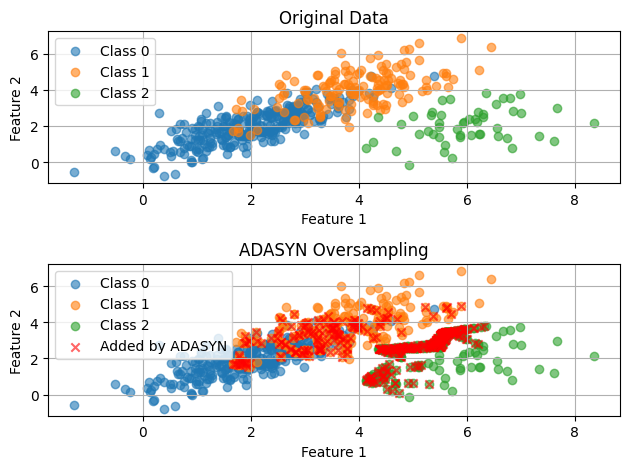 Original Data
Class 0
Class 1
Class 2
Feature 2
6
4
2
0
0 2 4 6 8
Feature 1
ADASYN Oversampling
Class 0
Class 1
Class 2
Added by ADASYN
Feature 2
6
4
2
0
0 2 4 6 8
Feature 1